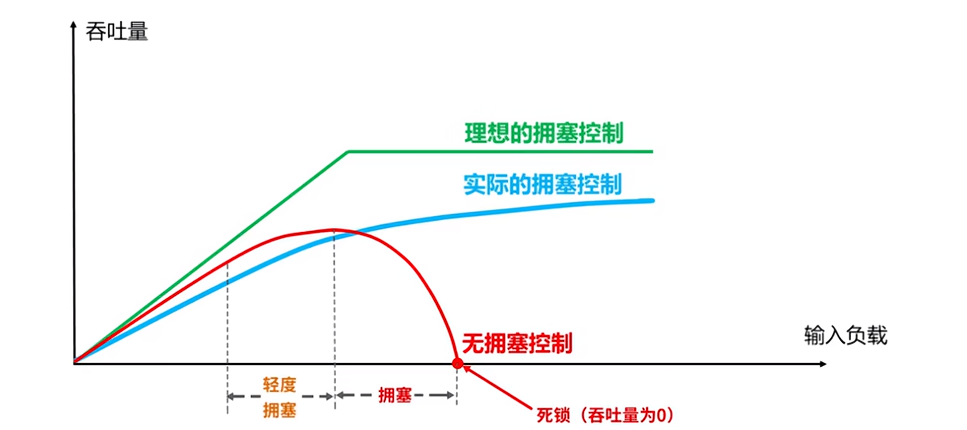 吞吐量
理想的拥塞控制
实际的拥塞控制
无拥塞控制
输入负载
轻度
拥塞
拥塞
死锁（吞吐量为0）